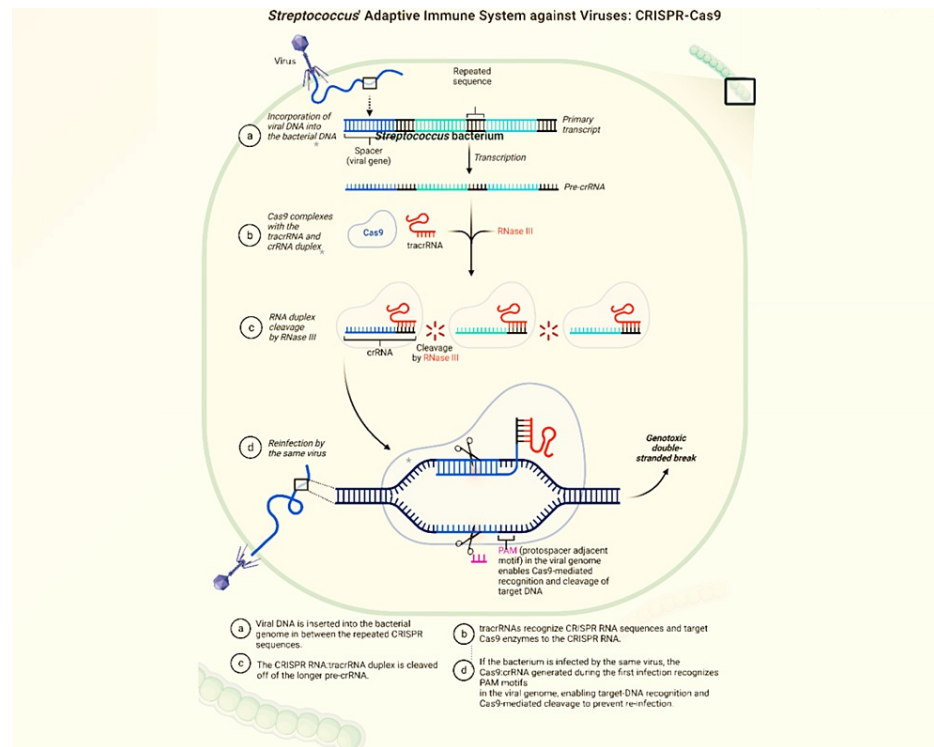 Streptococcus' Adaptive Immune System against Viruses: CRISPR-Cas9
Virus
Repeated
sequence
a
Incorporation of
viral DNA into
the bacterial DNA
*
Primary
transcript
Streptococcus bacterium
Spacer
(viral gene)
Transcription
Pre-crRNA
b
Cas9 complexes
with the
tracrRNA and
crRNA duplex
*
Cas9
tracrRNA
RNase III
c
RNA duplex
cleavage
by RNase III
crRNA
Cleavage
by RNase III
d
Reinfection by
the same virus
*
Genotoxic
double-
stranded break
PAM (protospacer adjacent
motif) in the viral genome
enables Cas9-mediated
recognition and cleavage of
target DNA
a
Viral DNA is inserted into the bacterial
genome in between the repeated CRISPR
sequences.
b
tracrRNAs recognize CRISPR RNA sequences and target
Cas9 enzymes to the CRISPR RNA.
c
The CRISPR RNA:tracrRNA duplex is cleaved
off of the longer pre-crRNA.
d
If the bacterium is infected by the same virus, the
Cas9:crRNA generated during the first infection recognizes
PAM motifs
in the viral genome, enabling target-DNA recognition and
Cas9-mediated cleavage to prevent re-infection.